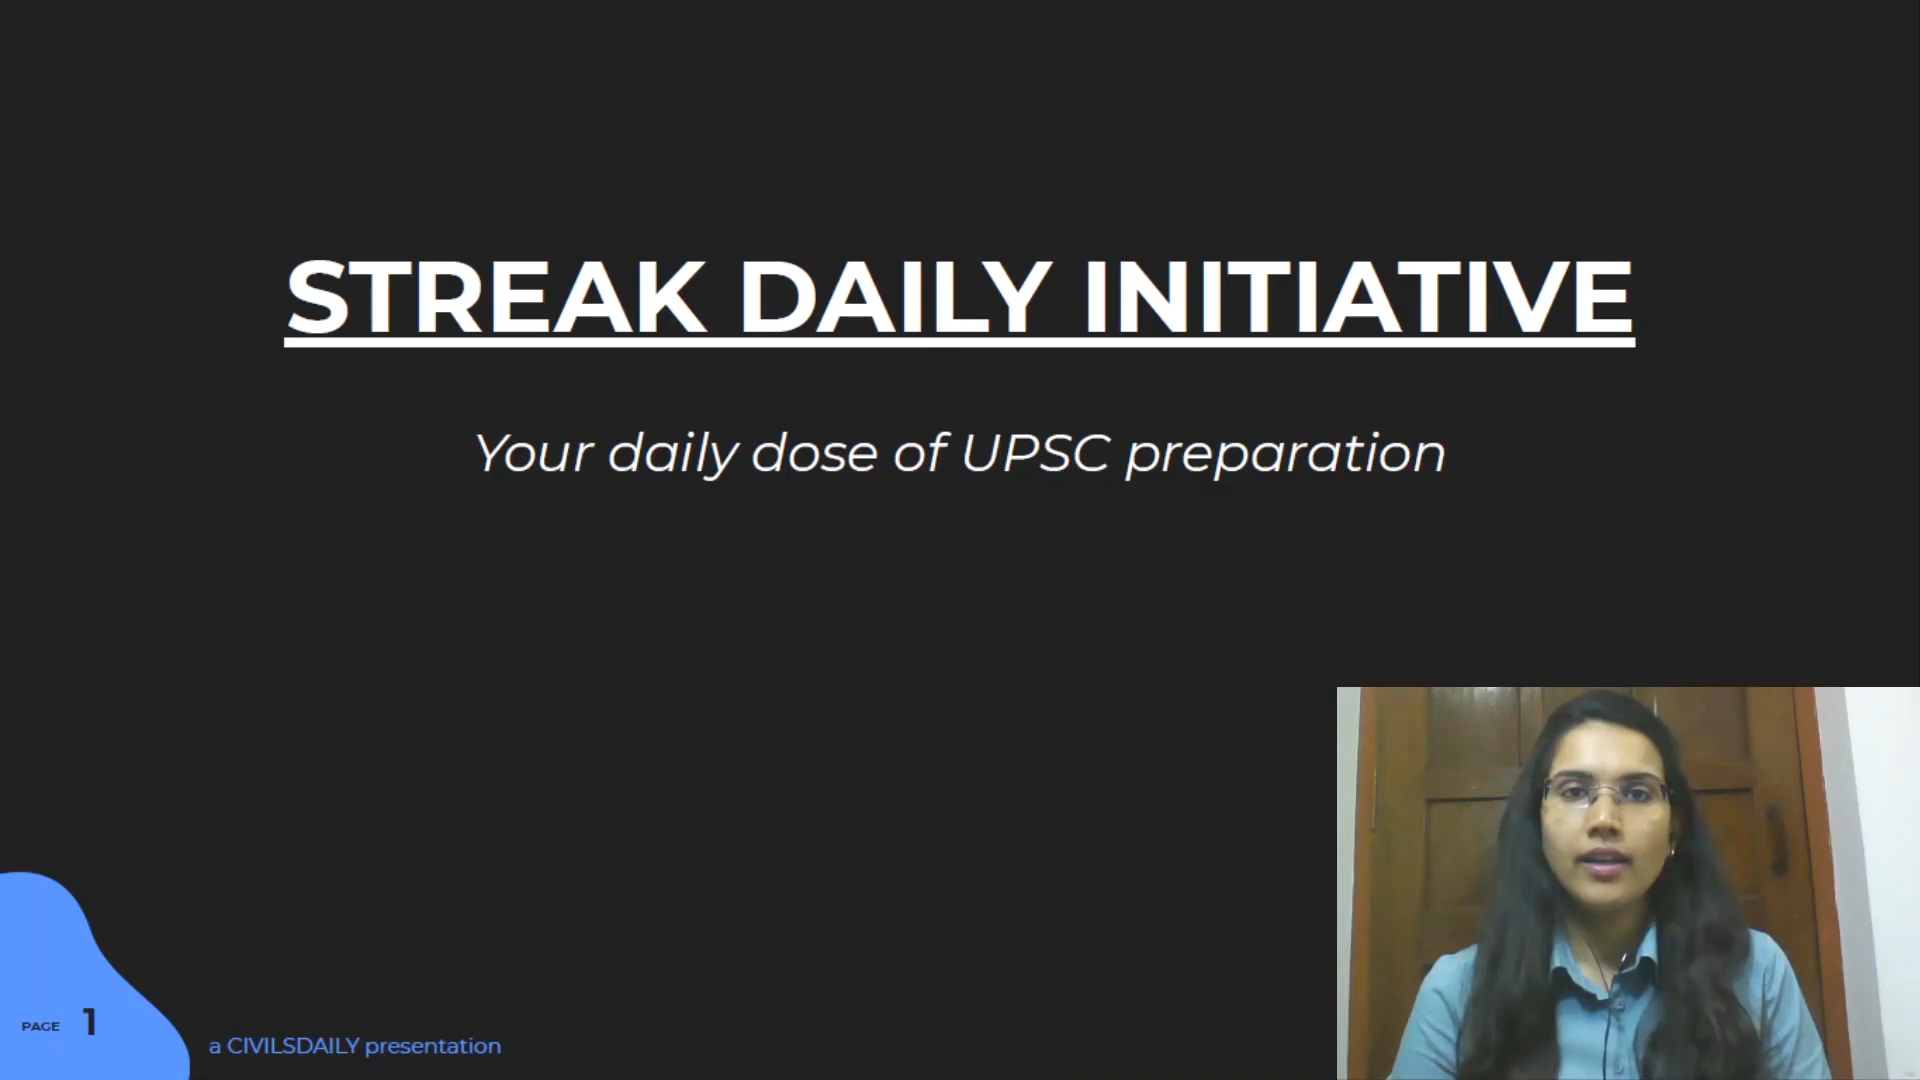 STREAK DAILY INITIATIVE
Your daily dose of UPSC preparation
PAGE 1
a CIVILSDAILY presentation